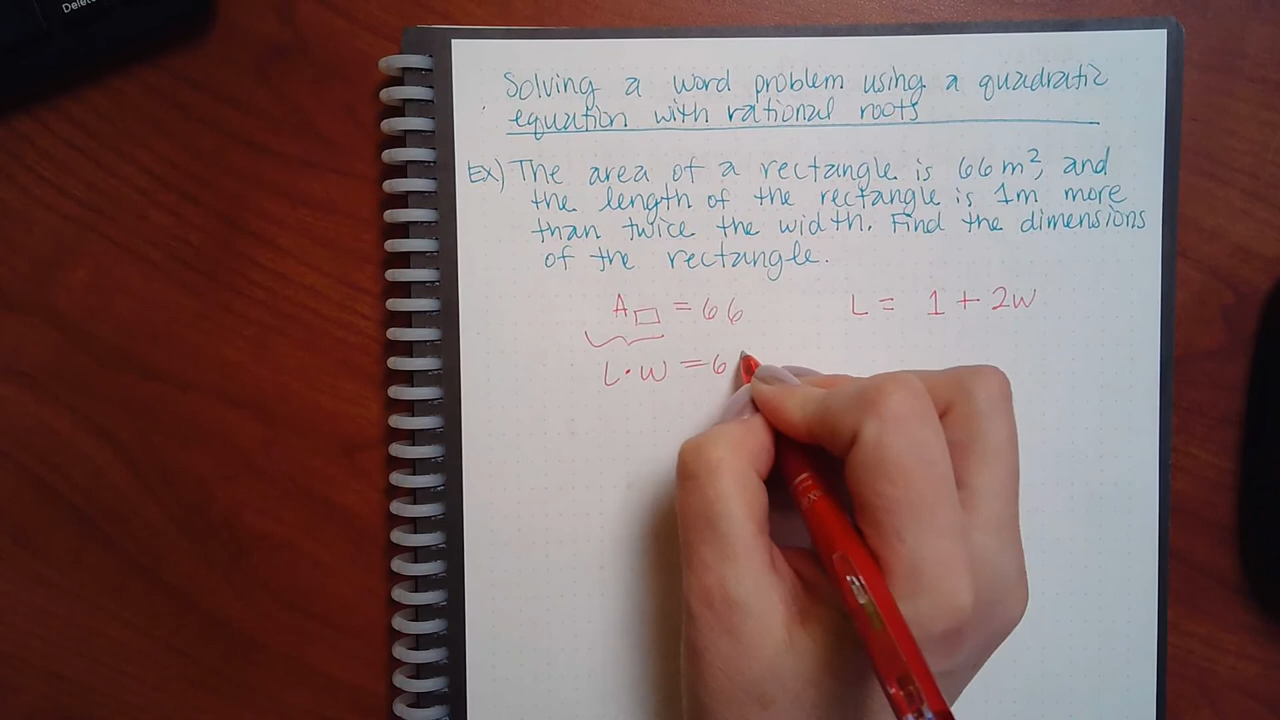 Delete
Solving a word problem using a quadratic
equation with rational roots
Ex) The area of a rectangle is 66m², and
the length of the rectangle is 1m more
than twice the width. Find the dimensions
of the rectangle.
A▭ = 66 L = 1 + 2w
L·w = 6